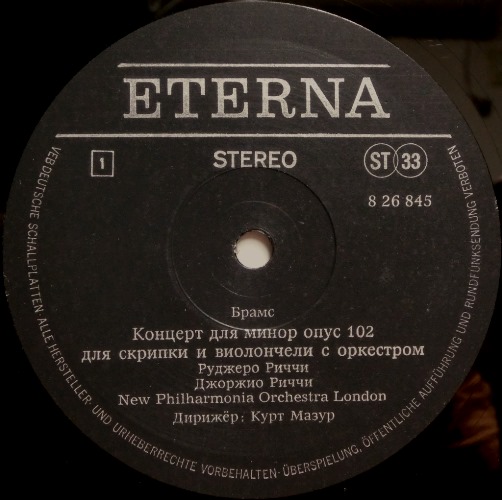 ETERNA
1
STEREO
ST 33
8 26 845
Брамс
Концерт для минор опус 102
для скрипки и виолончели с оркестром
Руджеро Риччи
Джоржио Риччи
New Philharmonia Orchestra London
Дирижёр: Курт Мазур
VEB DEUTSCHE SCHALLPLATTEN · ALLE HERSTELLER- UND URHEBERRECHTE VORBEHALTEN · ÜBERSPIELUNG, ÖFFENTLICHE AUFFÜHRUNG UND RUNDFUNKSENDUNG VERBOTEN